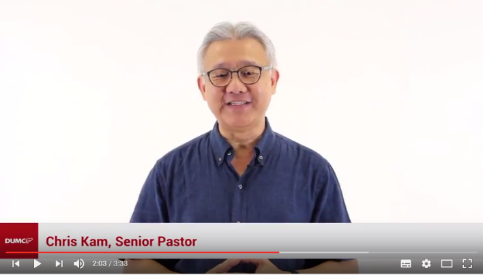 DUMC
Chris Kam, Senior Pastor
2:03 / 3:33